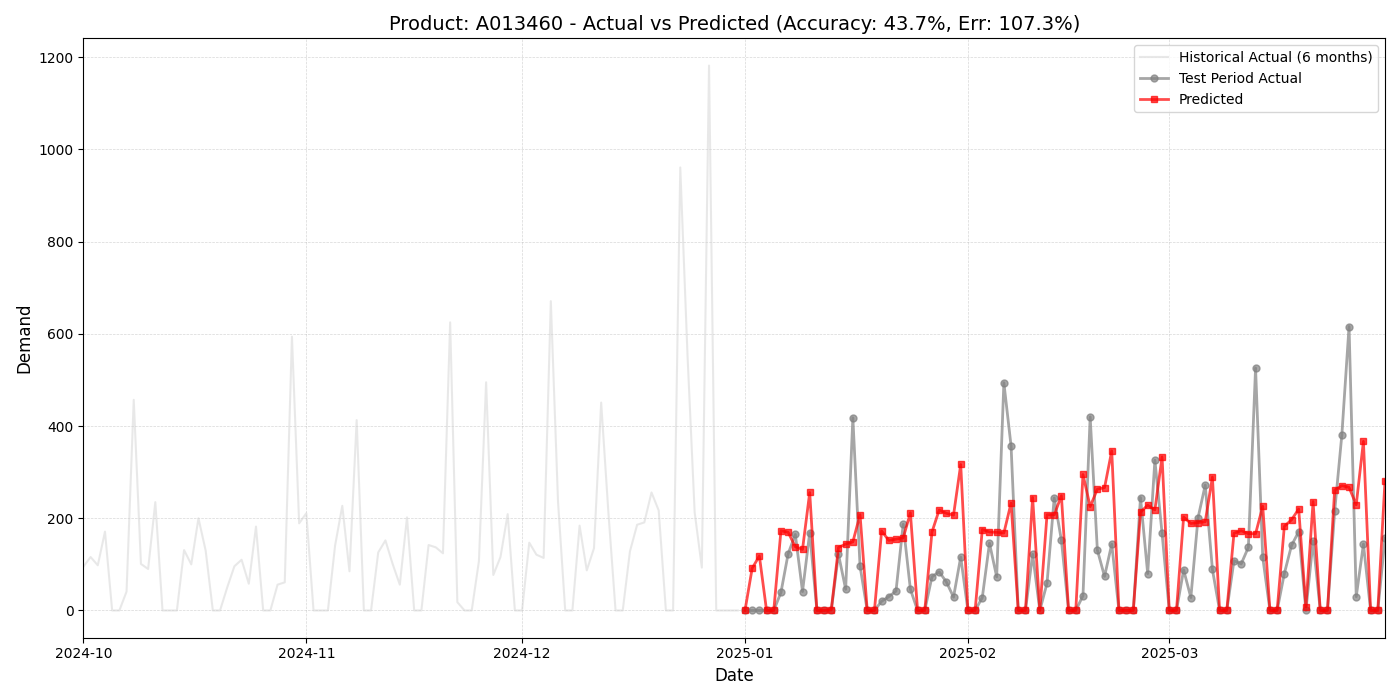 Product: A013460 - Actual vs Predicted (Accuracy: 43.7%, Err: 107.3%)
Historical Actual (6 months)
Test Period Actual
Predicted
Demand
1200
1000
800
600
400
200
0
2024-10
2024-11
2024-12
2025-01
2025-02
2025-03
Date